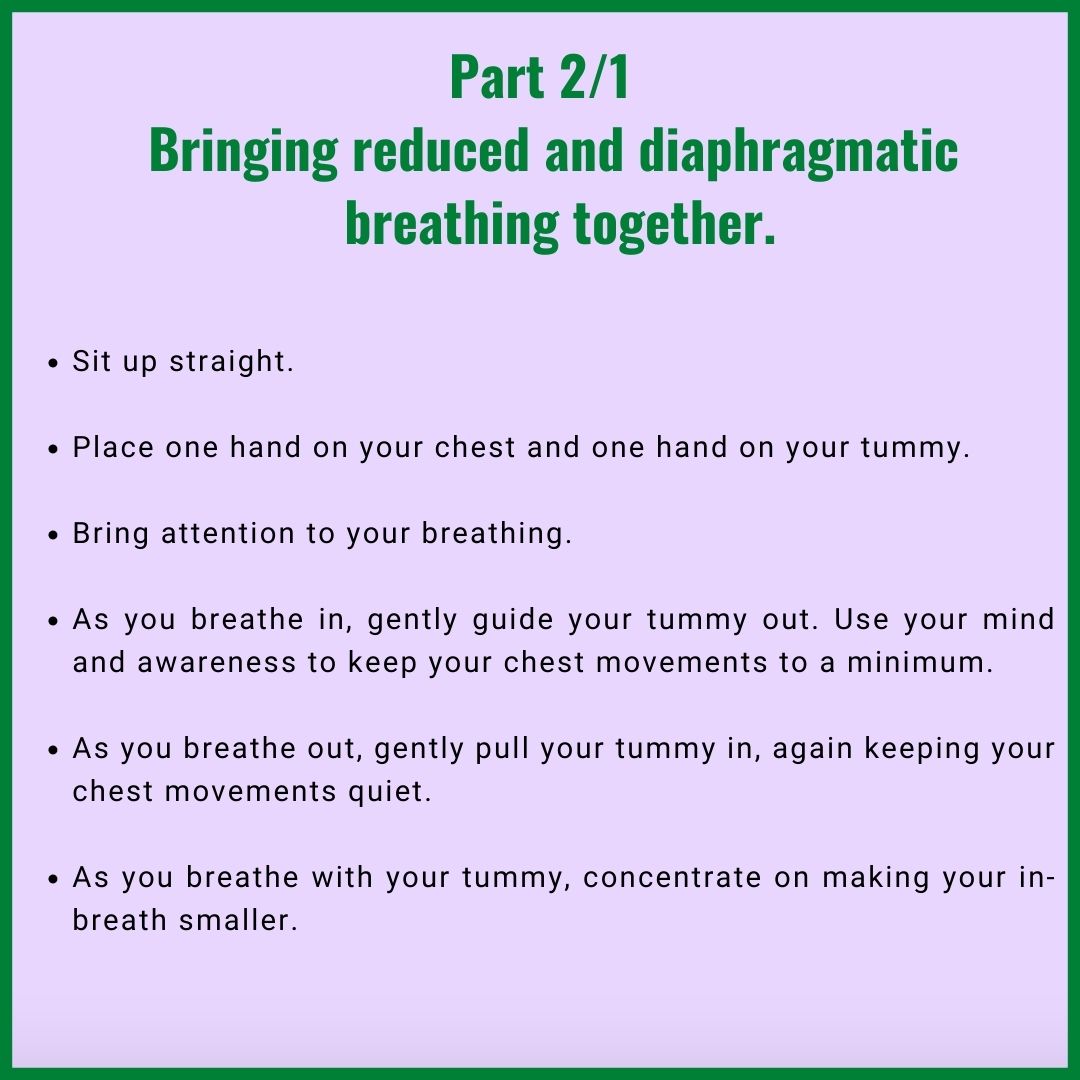 Part 2/1
Bringing reduced and diaphragmatic
breathing together.
• Sit up straight.
• Place one hand on your chest and one hand on your tummy.
• Bring attention to your breathing.
• As you breathe in, gently guide your tummy out. Use your mind
and awareness to keep your chest movements to a minimum.
• As you breathe out, gently pull your tummy in, again keeping your
chest movements quiet.
• As you breathe with your tummy, concentrate on making your in-
breath smaller.